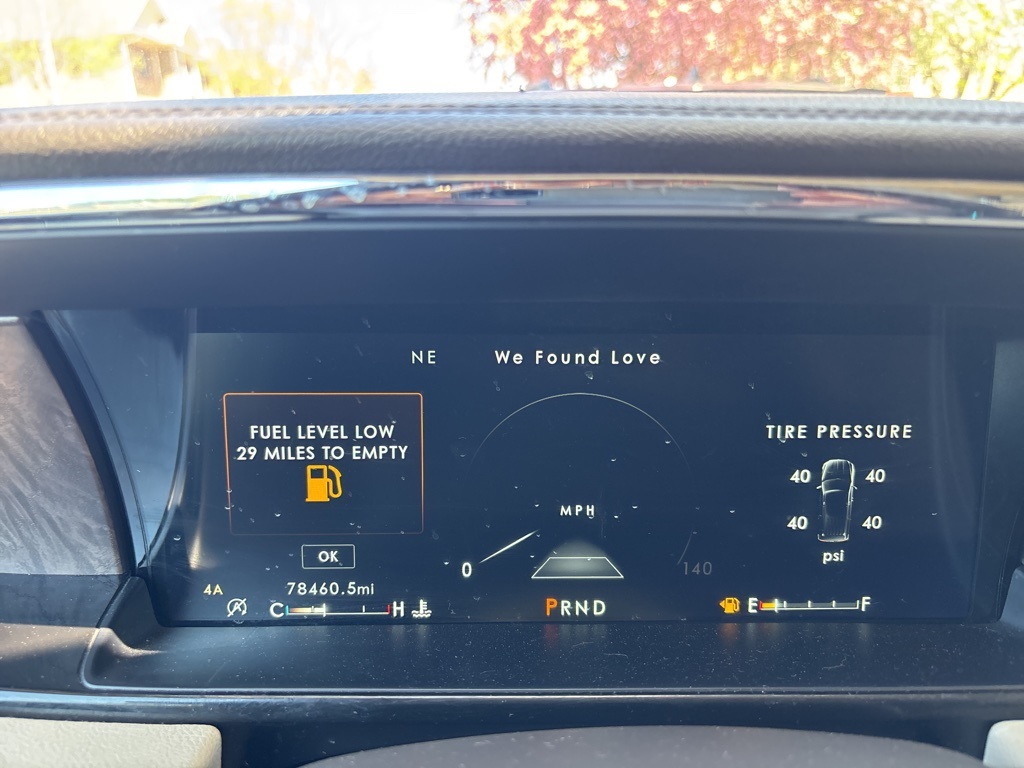 NE We Found Love
FUEL LEVEL LOW
29 MILES TO EMPTY
OK
TIRE PRESSURE
40 40
40 40
psi
MPH
0 140
4A 78460.5mi
C H
PRND
E F